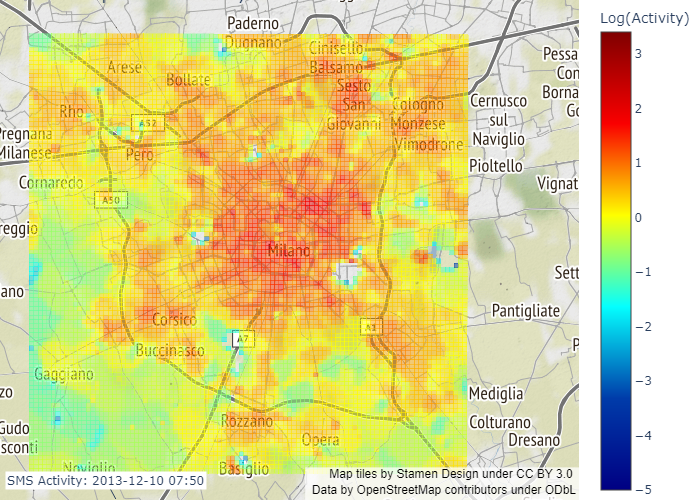 Paderno
Dugnano
Log(Activity)
Cinisello
Balsamo
Arese
Bollate
Sesto
San
Giovanni
Rho
Cologno
Monzese
Vimodrone
Pessa
Con
Borna
Go
Cernusco
sul
Naviglio
A52
Pregnana
Milanese
Pero
Pioltello
Cornaredo
Vignat
A50
reggio
Milano
Sett
ano
Pantigliate
Corsico
A1
A7
P
Buccinasco
Gaggiano
zo
Mediglia
Rozzano
Colturano
Gudo
sconti
Opera
Dresano
Noviglio
Basiglio
SMS Activity: 2013-12-10 07:50
Map tiles by Stamen Design under CC BY 3.0
Data by OpenStreetMap contributors under ODbL
3
2
1
0
−1
−2
−3
−4
−5